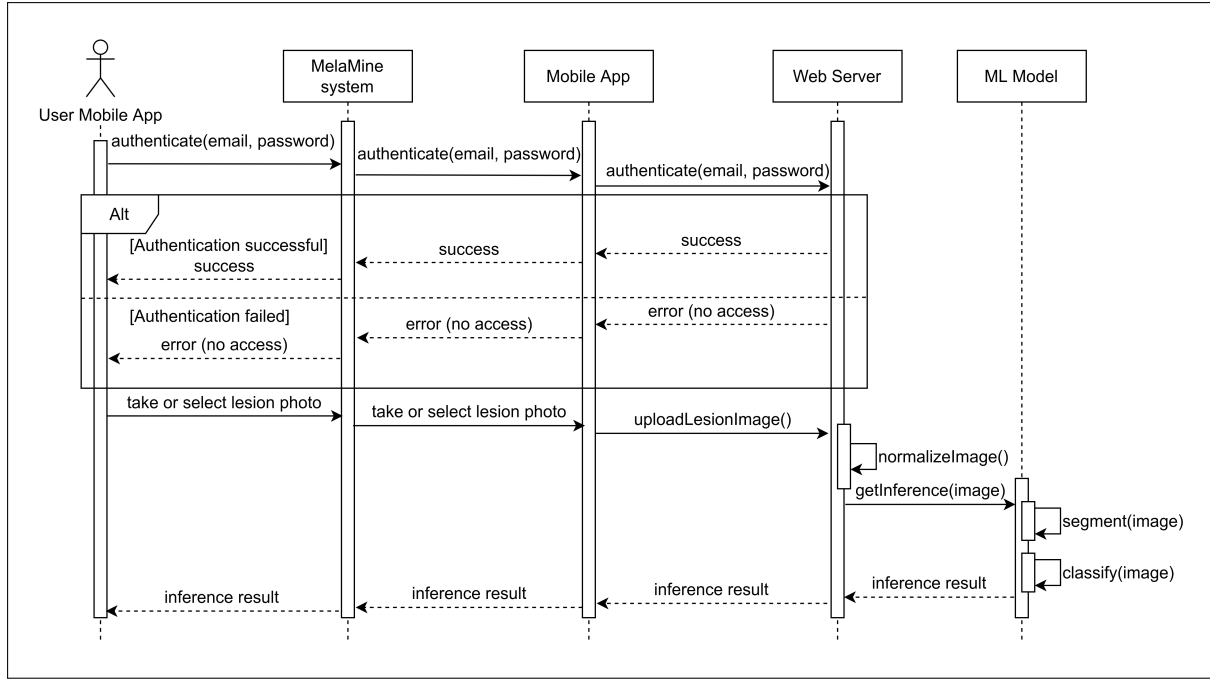 User Mobile App
MelaMine
system
Mobile App
Web Server
ML Model
authenticate(email, password)
authenticate(email, password)
authenticate(email, password)
Alt
[Authentication successful]
success
success
success
[Authentication failed]
error (no access)
error (no access)
error (no access)
take or select lesion photo
take or select lesion photo
uploadLesionImage()
normalizeImage()
getInference(image)
segment(image)
classify(image)
inference result
inference result
inference result
inference result